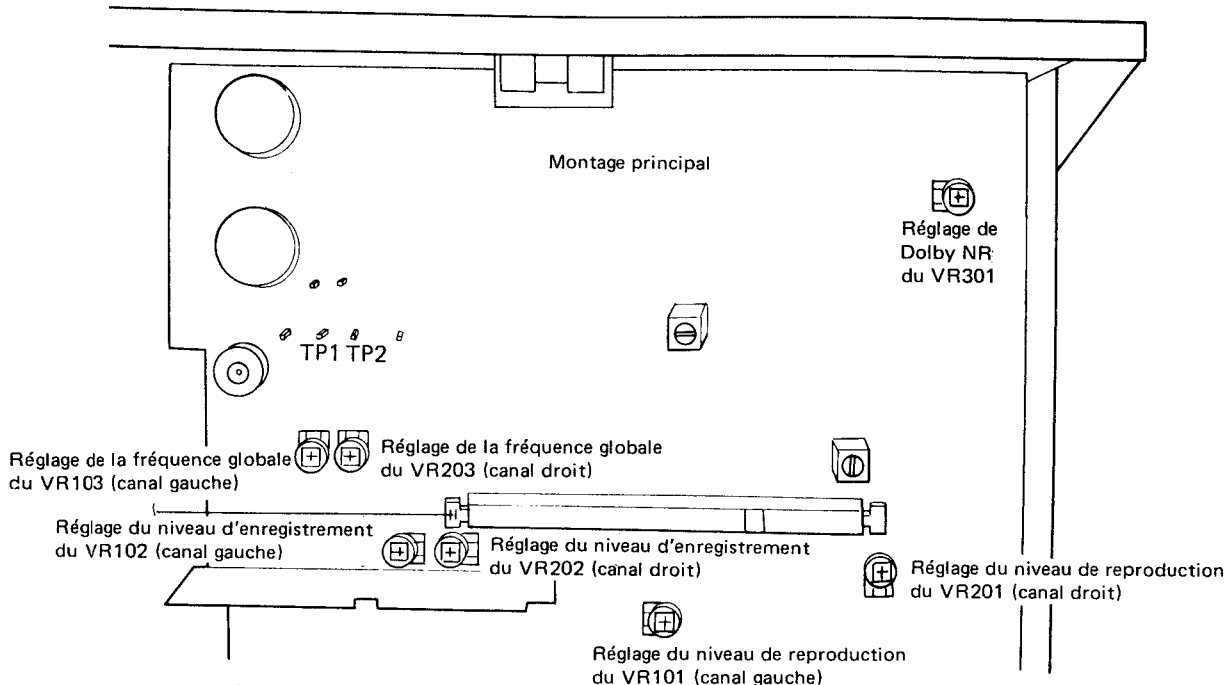 Montage principal
Réglage de
Dolby NR
du VR301
TP1 TP2
Réglage de la fréquence globale
du VR103 (canal gauche)
Réglage de la fréquence globale
du VR203 (canal droit)
Réglage du niveau d'enregistrement
du VR102 (canal gauche)
Réglage du niveau d'enregistrement
du VR202 (canal droit)
Réglage du niveau de reproduction
du VR201 (canal droit)
Réglage du niveau de reproduction
du VR101 (canal gauche)